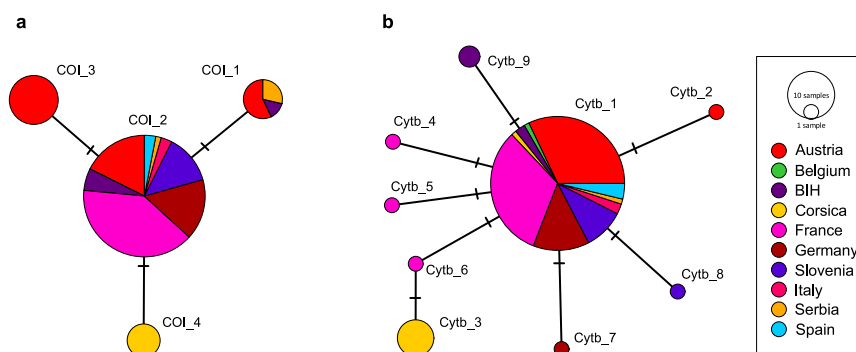 a
COI_3
COI_1
COI_2
COI_4
b
Cytb_9
Cytb_1
Cytb_2
Cytb_4
Cytb_5
Cytb_6
Cytb_8
Cytb_3
Cytb_7
10 samples
1 sample
Austria
Belgium
BIH
Corsica
France
Germany
Slovenia
Italy
Serbia
Spain